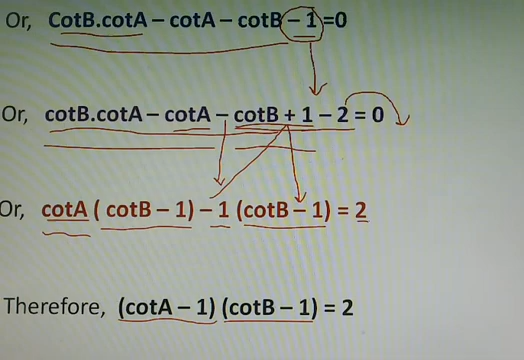 Or, CotB.cotA – cotA – cotB – 1 =0
Or, cotB.cotA – cotA – cotB + 1 – 2 = 0
Or, cotA ( cotB – 1) – 1 (cotB – 1) = 2
Therefore, (cotA – 1) (cotB – 1) = 2